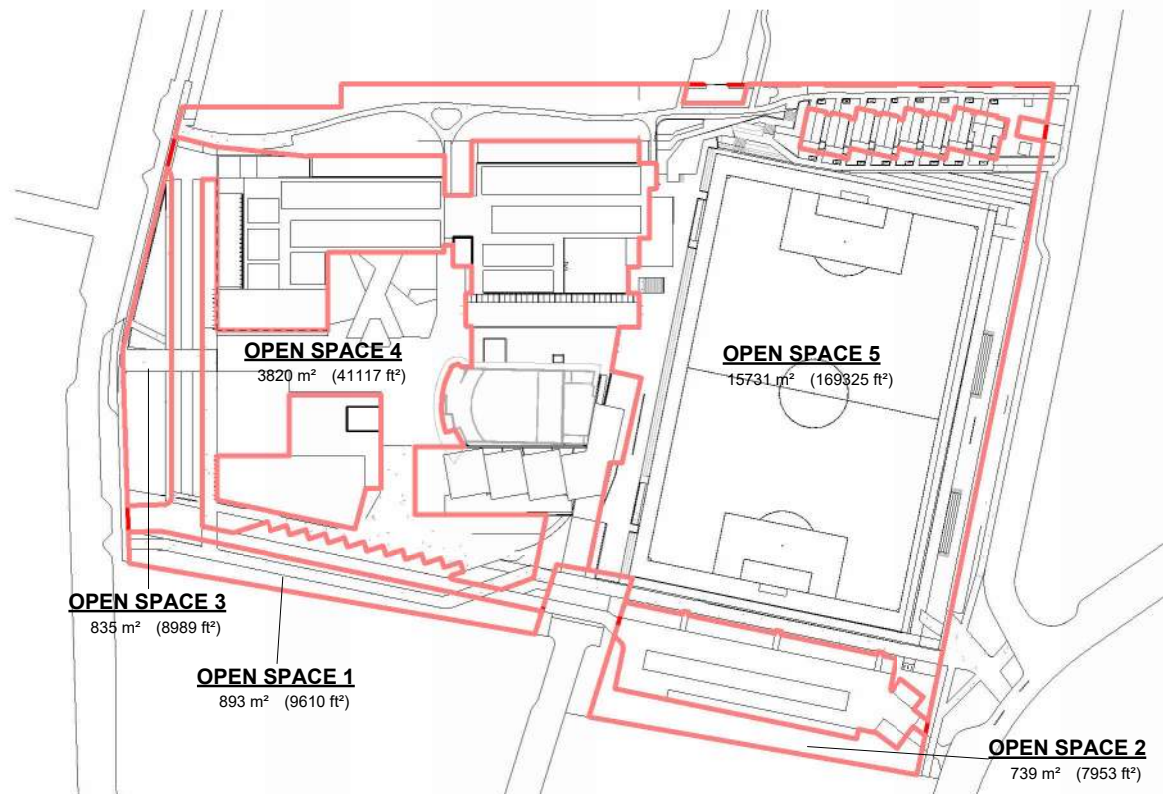 OPEN SPACE 4
3820 m² (41117 ft²)
OPEN SPACE 5
15731 m² (169325 ft²)
OPEN SPACE 3
835 m² (8989 ft²)
OPEN SPACE 1
893 m² (9610 ft²)
OPEN SPACE 2
739 m² (7953 ft²)